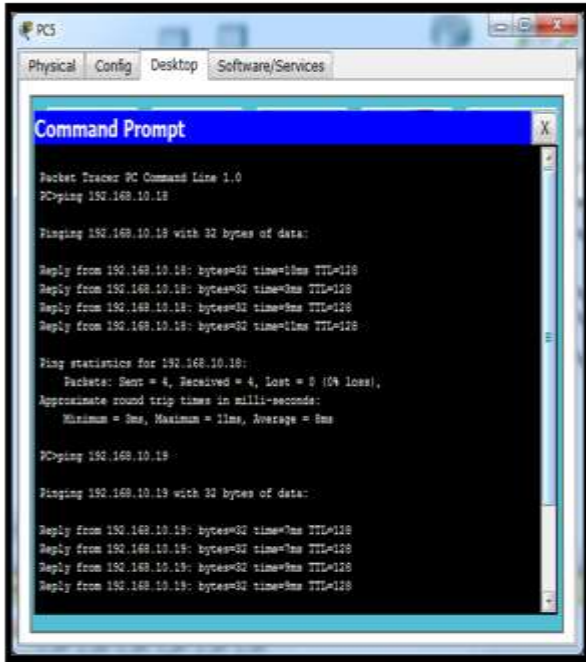 PC5
Physical Config Desktop Software/Services
Command Prompt X
Packet Tracer PC Command Line 1.0
PC>ping 192.168.10.18
Pinging 192.168.10.18 with 32 bytes of data:
Reply from 192.168.10.18: bytes=32 time=10ms TTL=128
Reply from 192.168.10.18: bytes=32 time=3ms TTL=128
Reply from 192.168.10.18: bytes=32 time=9ms TTL=128
Reply from 192.168.10.18: bytes=32 time=11ms TTL=128
Ping statistics for 192.168.10.18:
Packets: Sent = 4, Received = 4, Lost = 0 (0% loss),
Approximate round trip times in milli-seconds:
Minimum = 3ms, Maximum = 11ms, Average = 8ms
PC>ping 192.168.10.19
Pinging 192.168.10.19 with 32 bytes of data:
Reply from 192.168.10.19: bytes=32 time=7ms TTL=128
Reply from 192.168.10.19: bytes=32 time=7ms TTL=128
Reply from 192.168.10.19: bytes=32 time=9ms TTL=128
Reply from 192.168.10.19: bytes=32 time=9ms TTL=128